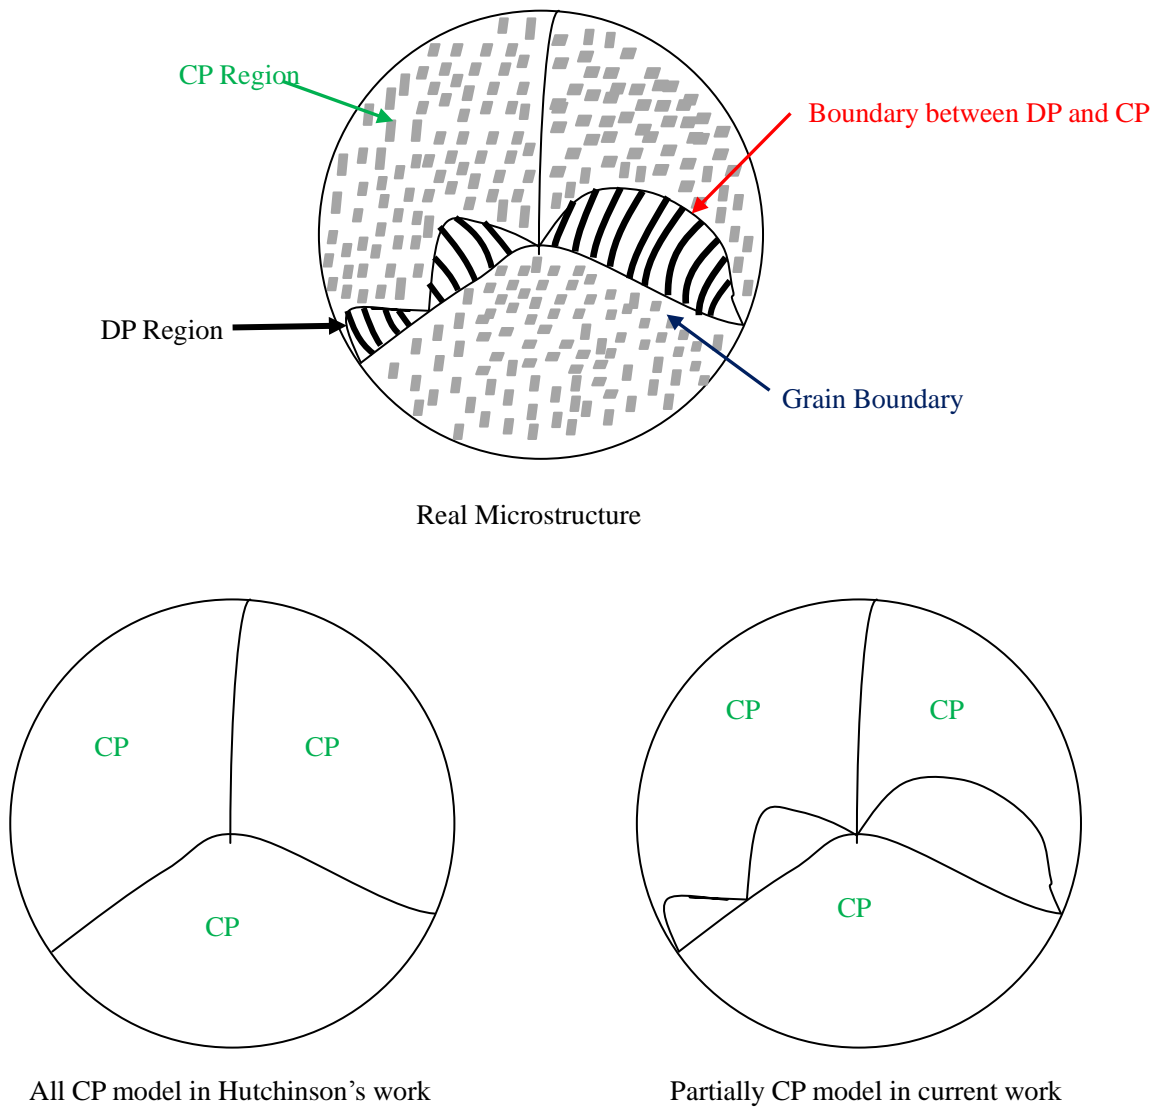 CP Region
Boundary between DP and CP
DP Region
Grain Boundary
Real Microstructure
CP
CP
CP
CP
CP
CP
All CP model in Hutchinson’s work
Partially CP model in current work